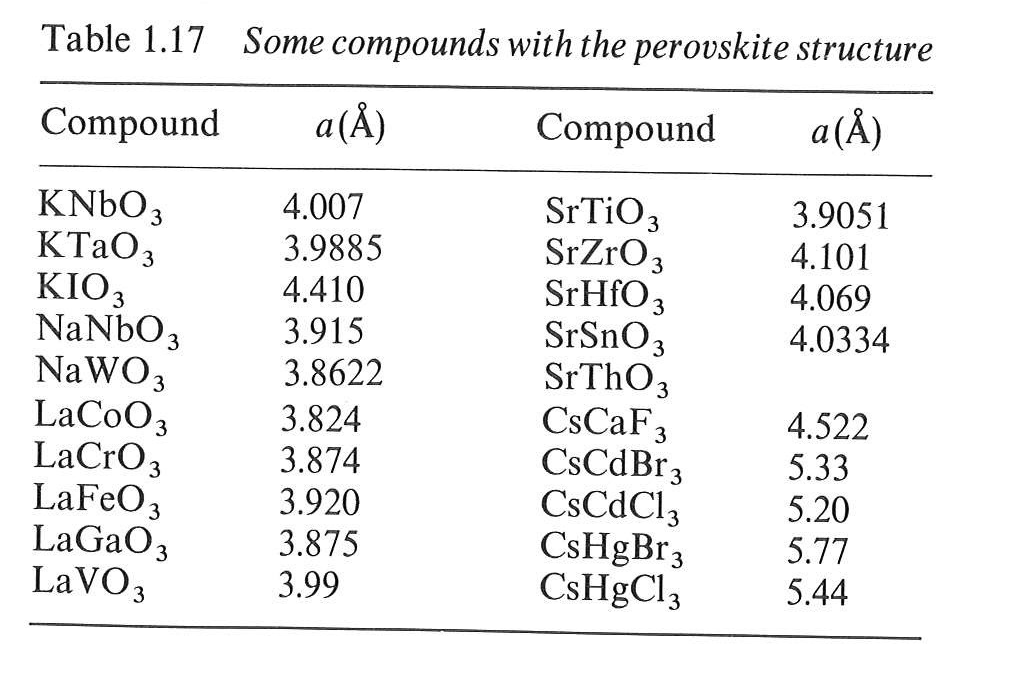 Table 1.17 Some compounds with the perovskite structure
Compound a(Å) Compound a(Å)
KNbO₃ 4.007 SrTiO₃ 3.9051
KTaO₃ 3.9885 SrZrO₃ 4.101
KIO₃ 4.410 SrHfO₃ 4.069
NaNbO₃ 3.915 SrSnO₃ 4.0334
NaWO₃ 3.8622 SrThO₃
LaCoO₃ 3.824 CsCaF₃ 4.522
LaCrO₃ 3.874 CsCdBr₃ 5.33
LaFeO₃ 3.920 CsCdCl₃ 5.20
LaGaO₃ 3.875 CsHgBr₃ 5.77
LaVO₃ 3.99 CsHgCl₃ 5.44